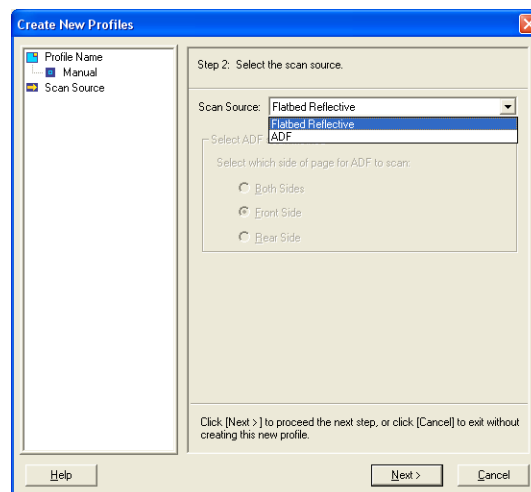 Create New Profiles
Profile Name
Manual
Scan Source
Step 2: Select the scan source.
Scan Source: Flatbed Reflective
Flatbed Reflective
ADF
Select ADF
Select which side of page for ADF to scan:
Both Sides
Front Side
Rear Side
Click [Next >] to proceed the next step, or click [Cancel] to exit without
creating this new profile.
Help
Next >
Cancel